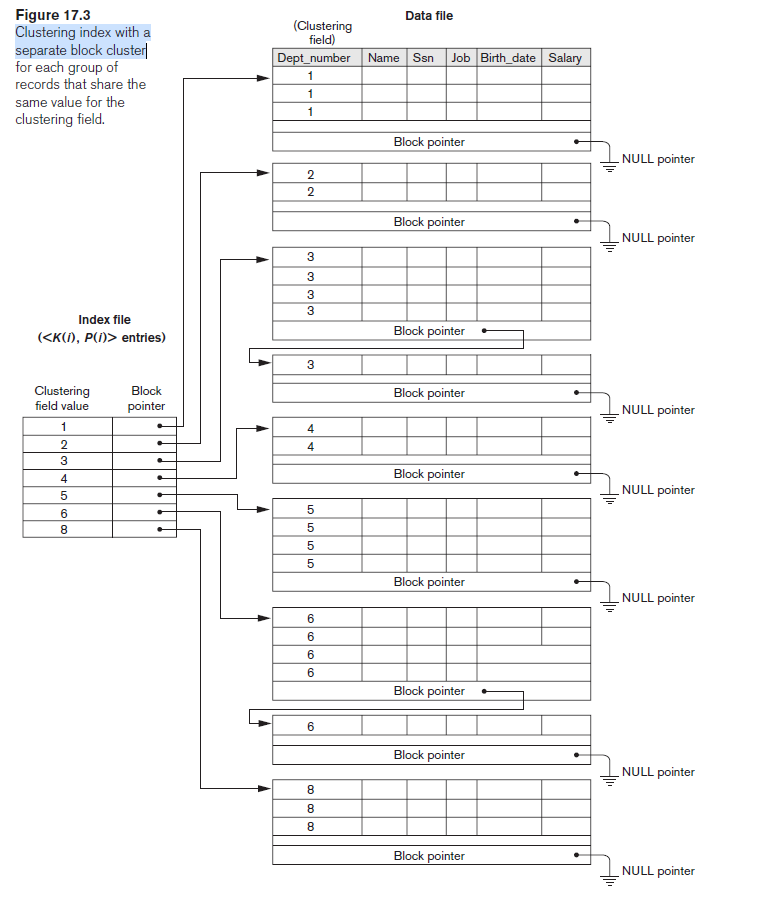 Figure 17.3
Clustering index with a
separate block cluster
for each group of
records that share the
same value for the
clustering field.
Data file
(Clustering
field)
Dept_number Name Ssn Job Birth_date Salary
1
1
1
Block pointer
NULL pointer
2
2
Block pointer
NULL pointer
3
3
3
3
Block pointer
3
Block pointer
NULL pointer
Index file
(<K(i), P(i)> entries)
Clustering
field value
Block
pointer
1
2
3
4
5
6
8
4
4
Block pointer
NULL pointer
5
5
5
5
Block pointer
NULL pointer
6
6
6
6
Block pointer
6
Block pointer
NULL pointer
8
8
8
Block pointer
NULL pointer